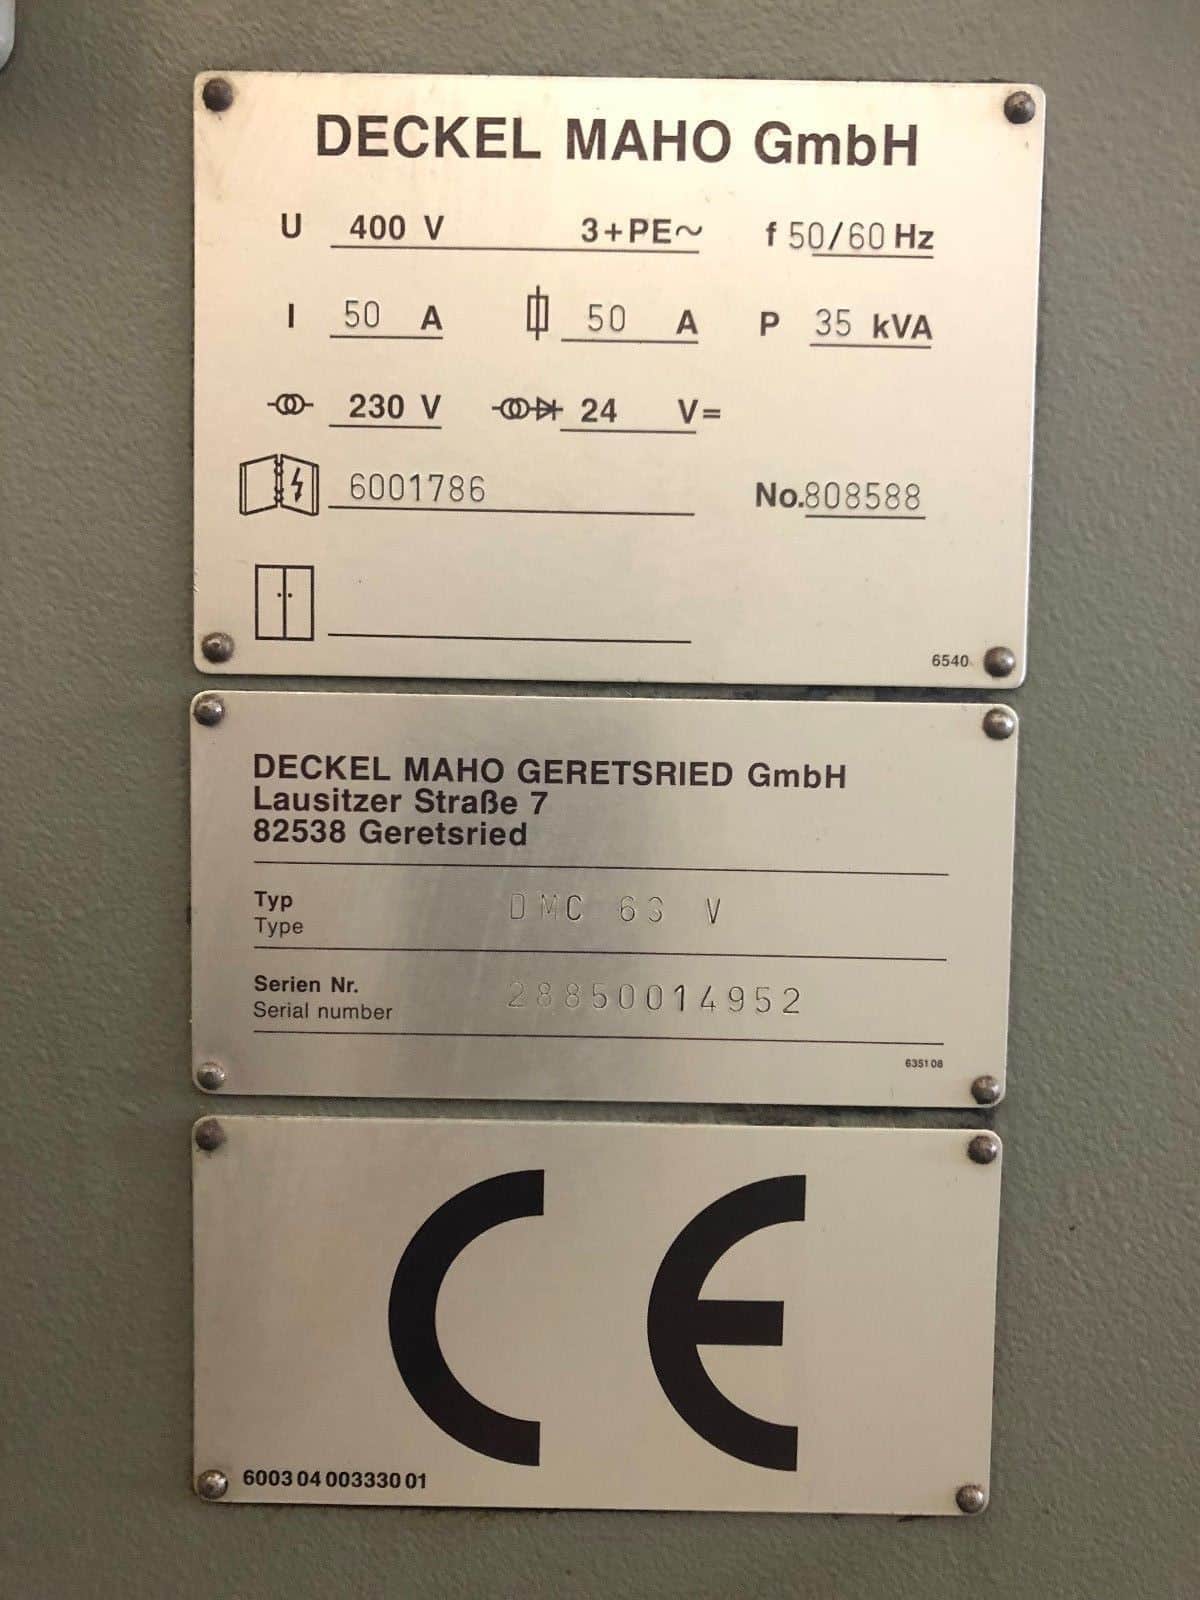 DECKEL MAHO GmbH
U 400 V 3+PE~ f 50/60 Hz
I 50 A 50 A P 35 kVA
230 V 24 V=
6001786 No.808588
6540
DECKEL MAHO GERETSRIED GmbH
Lausitzer Straße 7
82538 Geretsried
Typ
Type
DMC 63 V
Serien Nr.
Serial number
28850014952
635108
CE
6003 04 003330 01